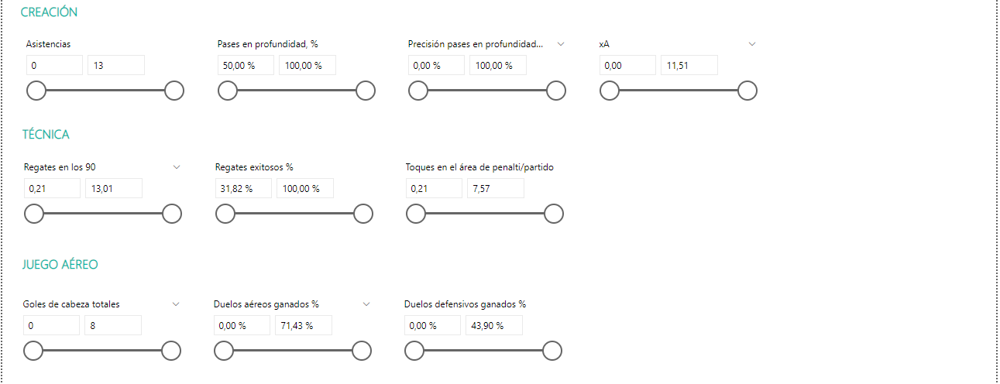 CREACIÓN
Asistencias Pases en profundidad, % Precisión pases en profundidad... xA
0 13 50,00 % 100,00 % 0,00 % 100,00 % 0,00 11,51
TÉCNICA
Regates en los 90 Regates exitosos % Toques en el área de penalti/partido
0,21 13,01 31,82 % 100,00 % 0,21 7,57
JUEGO AÉREO
Goles de cabeza totales Duelos aéreos ganados % Duelos defensivos ganados %
0 8 0,00 % 71,43 % 0,00 % 43,90 %